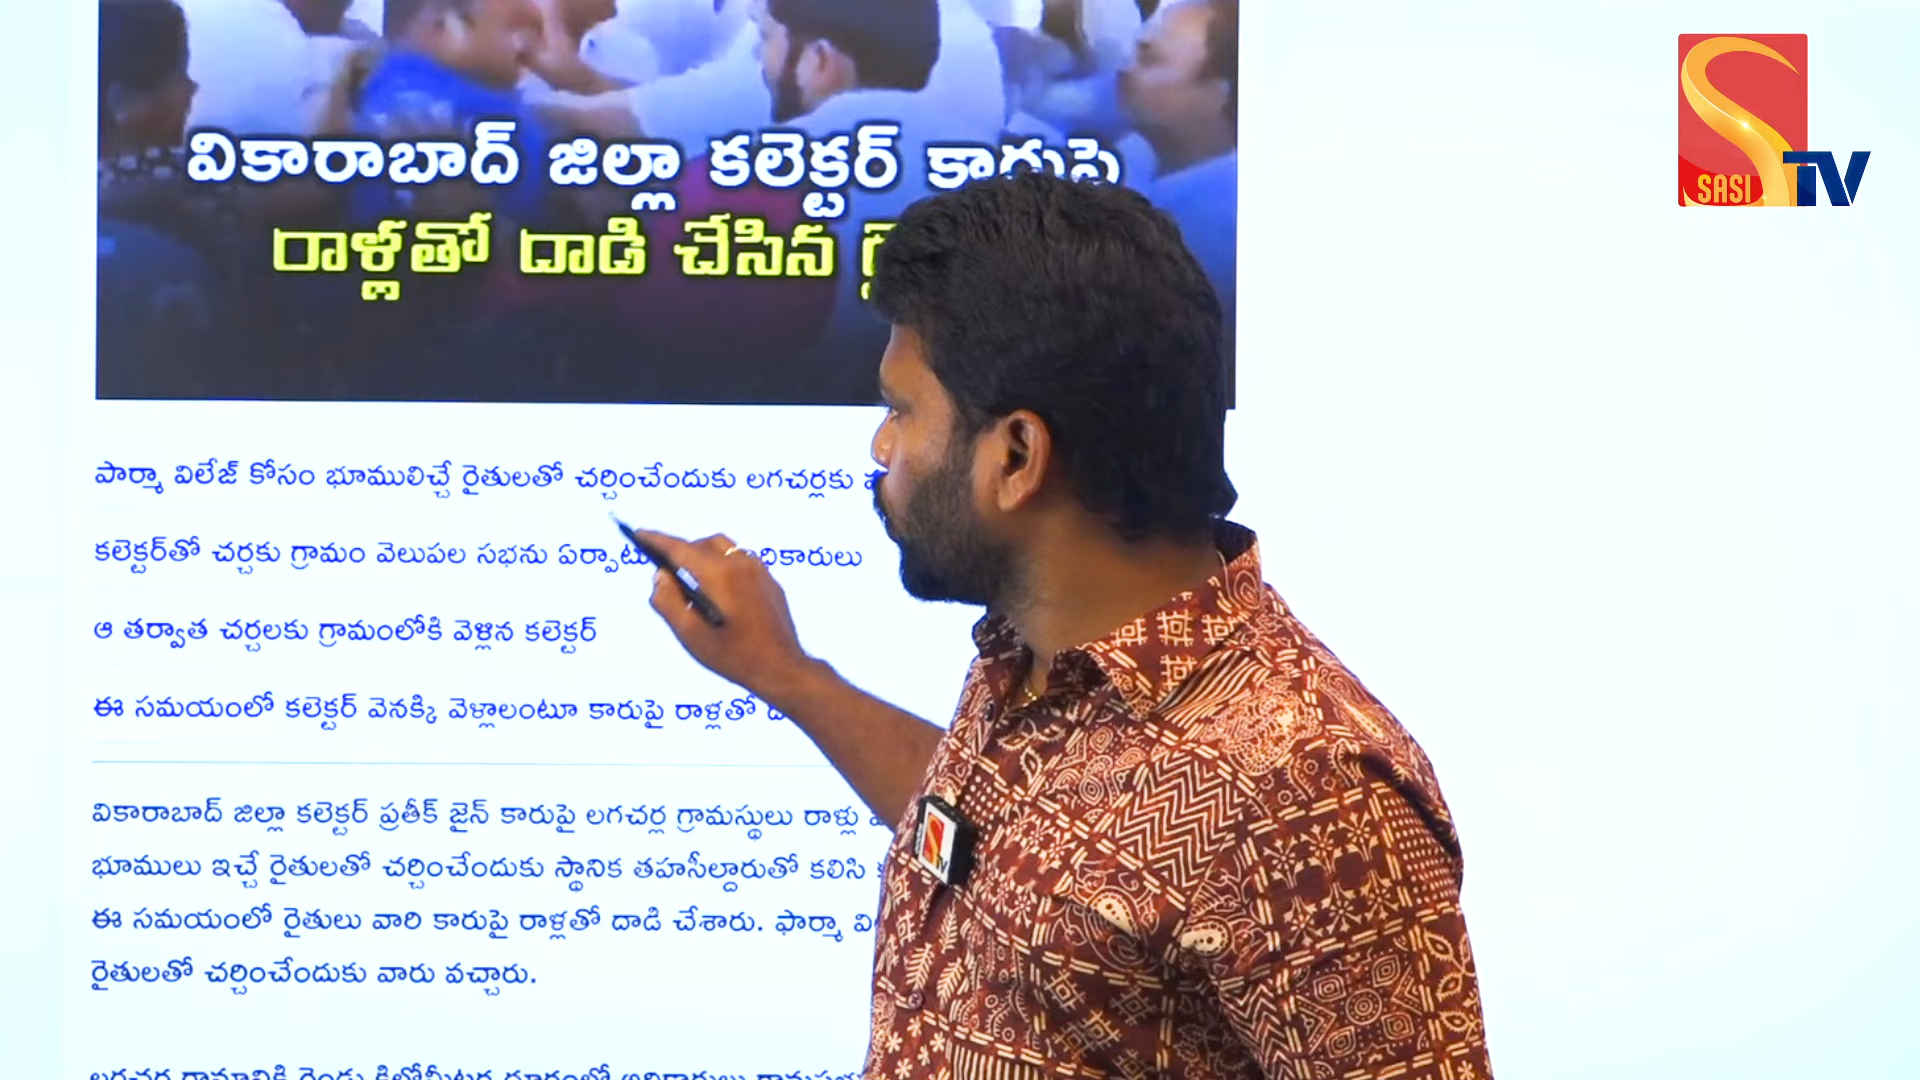 వికారాబాద్ జిల్లా కలెక్టర్ కారుపై
రాళ్లతో దాడి చేసిన
SASI TV
పార్మా విలేజ్ కోసం భూములిచ్చే రైతులతో చర్చించేందుకు లగచర్లకు
కలెక్టర్‌తో చర్చకు గ్రామం వెలుపల సభను
ఆ తర్వాత చర్చలకు గ్రామంలోకి వెళ్లిన కలెక్టర్
ఈ సమయంలో కలెక్టర్ వెనక్కి వెళ్లాలంటూ కారుపై రాళ్లతో
వికారాబాద్ జిల్లా కలెక్టర్ ప్రతీక్ జైన్ కారుపై లగచర్ల గ్రామస్థులు రాళ్లు
భూములు ఇచ్చే రైతులతో చర్చించేందుకు స్థానిక తహసీల్దారుతో కలిసి
ఈ సమయంలో రైతులు వారి కారుపై రాళ్లతో దాడి చేశారు. ఫార్మా
రైతులతో చర్చించేందుకు వారు వచ్చారు.